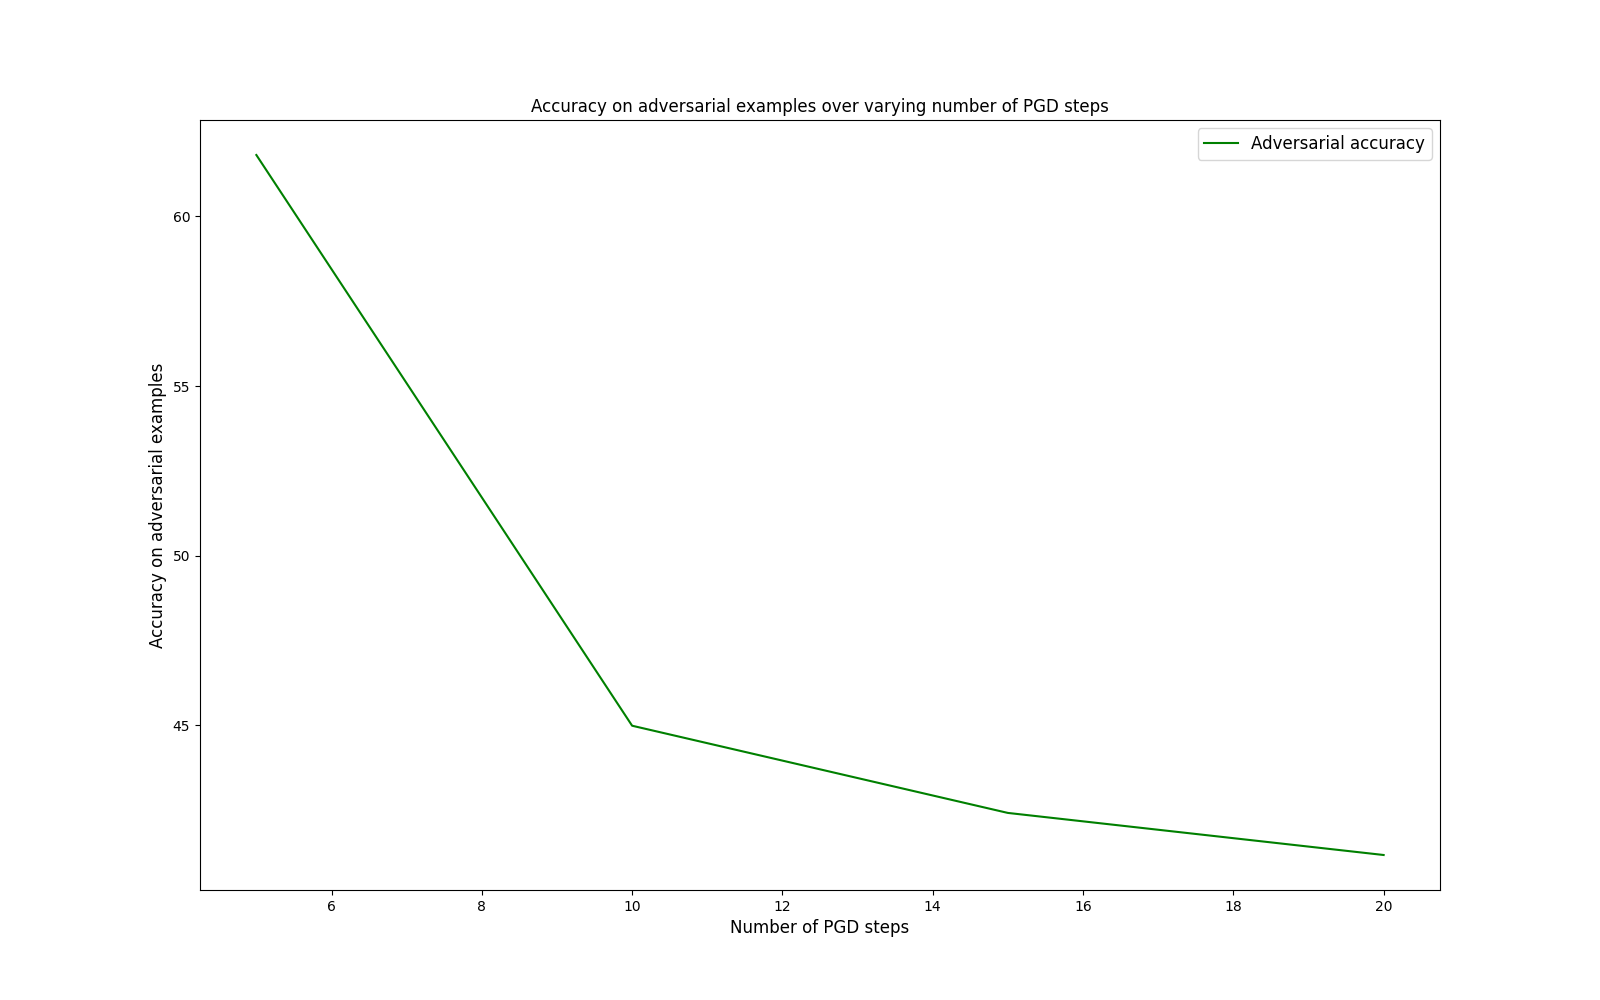 Accuracy on adversarial examples over varying number of PGD steps
Adversarial accuracy
Accuracy on adversarial examples
60
55
50
45
6 8 10 12 14 16 18 20
Number of PGD steps